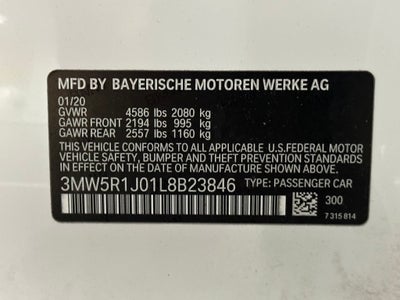 MFD BY BAYERISCHE MOTOREN WERKE AG
01/20
GVWR 4586 lbs 2080 kg
GAWR FRONT 2194 lbs 995 kg
GAWR REAR 2557 lbs 1160 kg
THIS VEHICLE CONFORMS TO ALL APPLICABLE U.S.FEDERAL MOTOR
VEHICLE SAFETY, BUMPER AND THEFT PREVENTION STANDARDS
IN EFFECT ON THE DATE OF MANUFACTURE SHOWN ABOVE.
3MW5R1J01L8B23846 TYPE: PASSENGER CAR
300
7 315 814